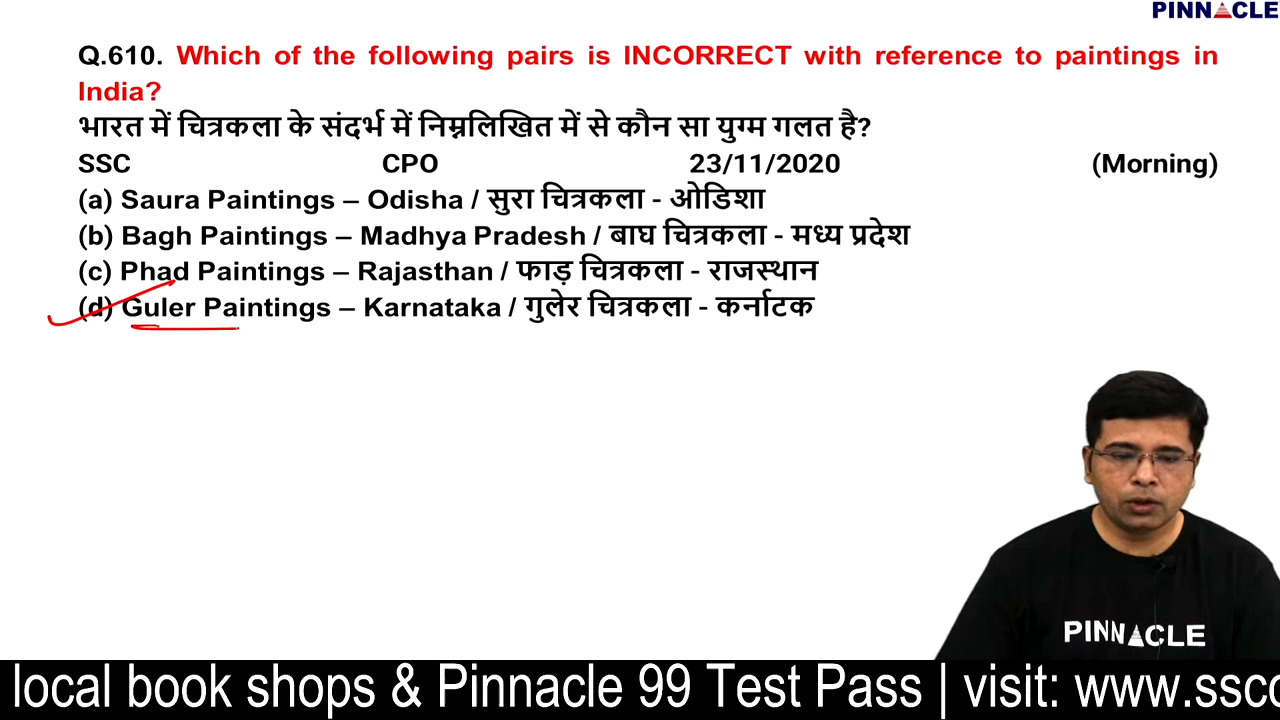 PINNACLE
Q.610. Which of the following pairs is INCORRECT with reference to paintings in
India?
भारत में चित्रकला के संदर्भ में निम्नलिखित में से कौन सा युग्म गलत है?
SSC CPO 23/11/2020 (Morning)
(a) Saura Paintings – Odisha / सुरा चित्रकला - ओडिशा
(b) Bagh Paintings – Madhya Pradesh / बाघ चित्रकला - मध्य प्रदेश
(c) Phad Paintings – Rajasthan / फाड़ चित्रकला - राजस्थान
(d) Guler Paintings – Karnataka / गुलेर चित्रकला - कर्नाटक
PINNACLE
local book shops & Pinnacle 99 Test Pass | visit: www.ssc